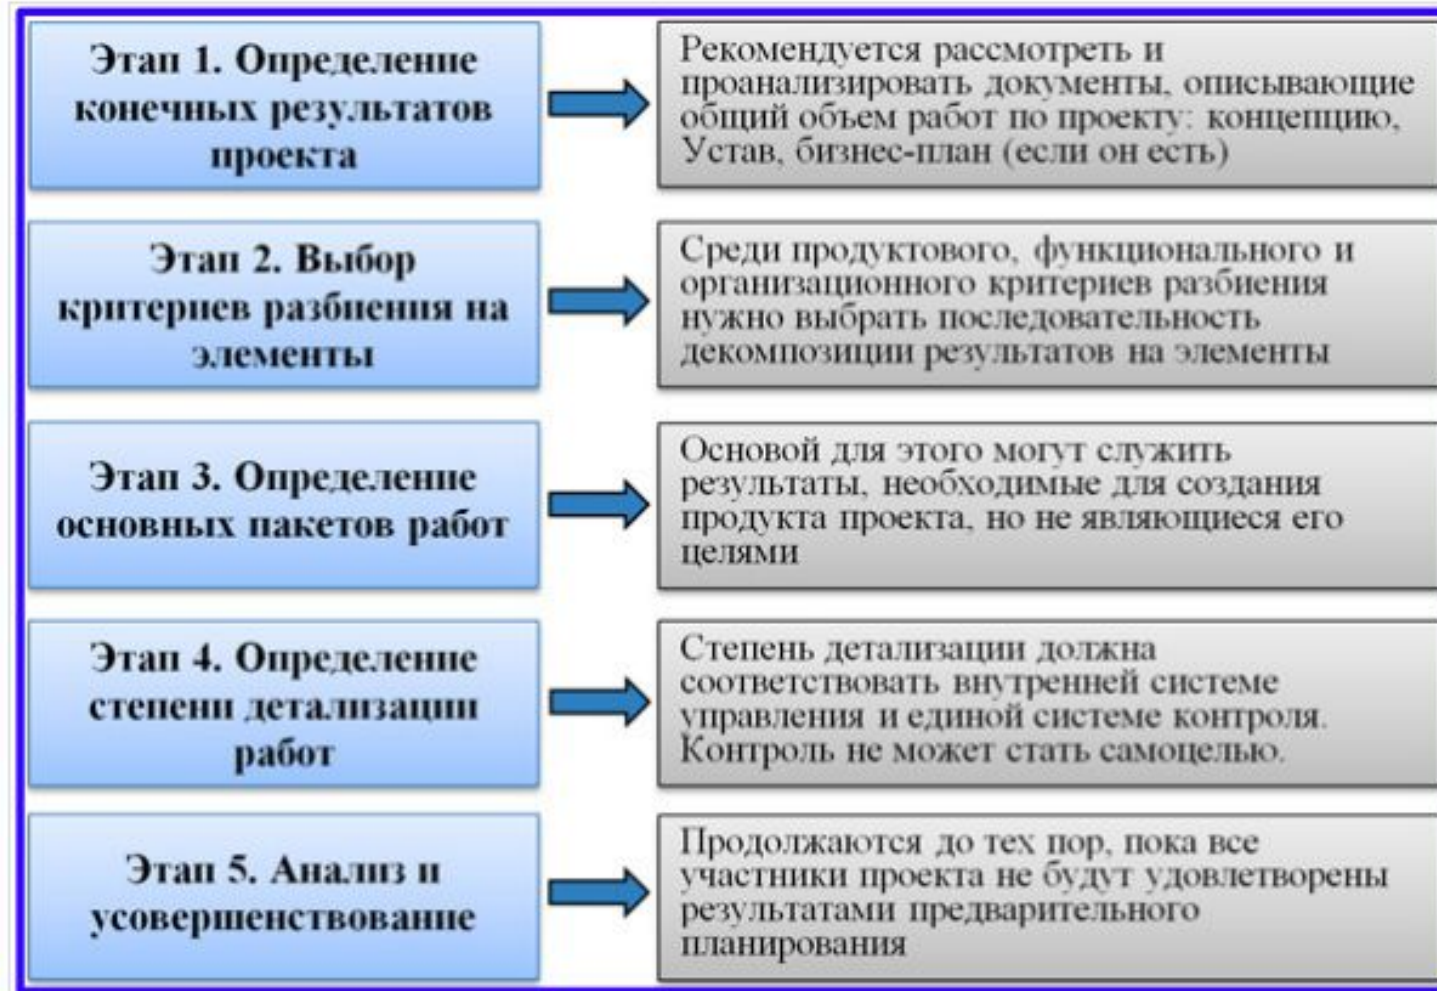 Этап 1. Определение
конечных результатов
проекта
Рекомендуется рассмотреть и
проанализировать документы, описывающие
общий объем работ по проекту: концепцию,
Устав, бизнес-план (если он есть)
Этап 2. Выбор
критериев разбиения на
элементы
Среди продуктового, функционального и
организационного критериев разбиения
нужно выбрать последовательность
декомпозиции результатов на элементы
Этап 3. Определение
основных пакетов работ
Основой для этого могут служить
результаты, необходимые для создания
продукта проекта, но не являющиеся его
целями
Этап 4. Определение
степени детализации
работ
Степень детализации должна
соответствовать внутренней системе
управления и единой системе контроля.
Контроль не может стать самоцелью.
Этап 5. Анализ и
усовершенствование
Продолжаются до тех пор, пока все
участники проекта не будут удовлетворены
результатами предварительного
планирования